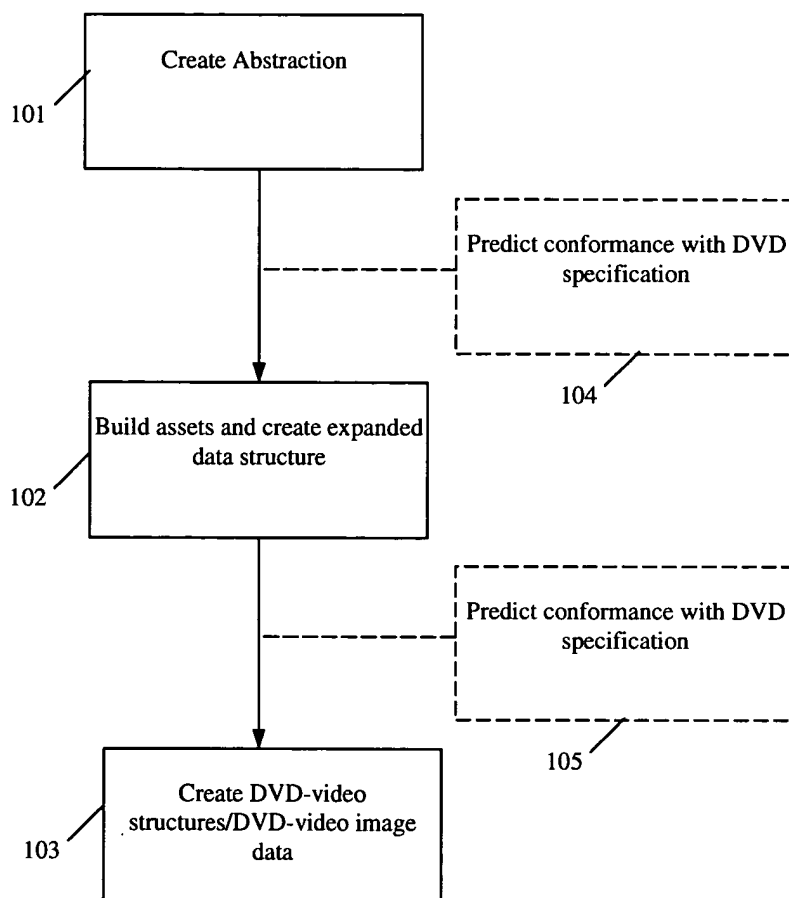 Create Abstraction
101
Predict conformance with DVD
specification
104
Build assets and create expanded
data structure
102
Predict conformance with DVD
specification
105
Create DVD-video
structures/DVD-video image
data
103